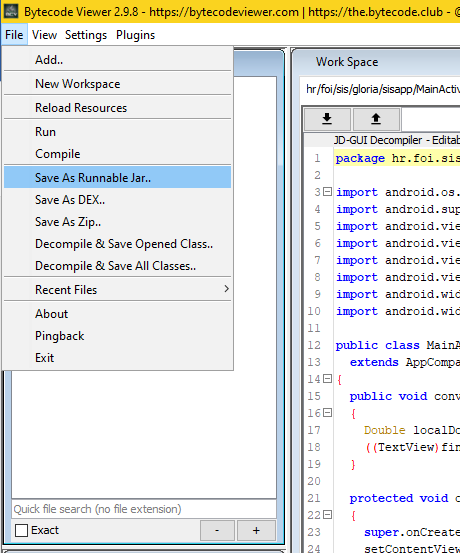 Bytecode Viewer 2.9.8 - https://bytecodeviewer.com | https://the.bytecode.club - @
File View Settings Plugins
Add..
New Workspace
Reload Resources
Run
Compile
Save As Runnable Jar..
Save As DEX..
Save As Zip..
Decompile & Save Opened Class..
Decompile & Save All Classes..
Recent Files
About
Pingback
Exit
Quick file search (no file extension)
Exact - +
Work Space
hr/foi/sis/gloria/sisapp/MainActiv
JD-GUI Decompiler - Editab
1 package hr.foi.sis
2
3 import android.os.
4 import android.sup
5 import android.vie
6 import android.vie
7 import android.vie
8 import android.vie
9 import android.wid
10 import android.wid
11
12 public class MainA
13 extends AppCompa
14 {
15 public void conv
16 {
17 Double localDo
18 ((TextView)fin
19 }
20
21 protected void o
22 {
23 super.onCreate
24 setContentView